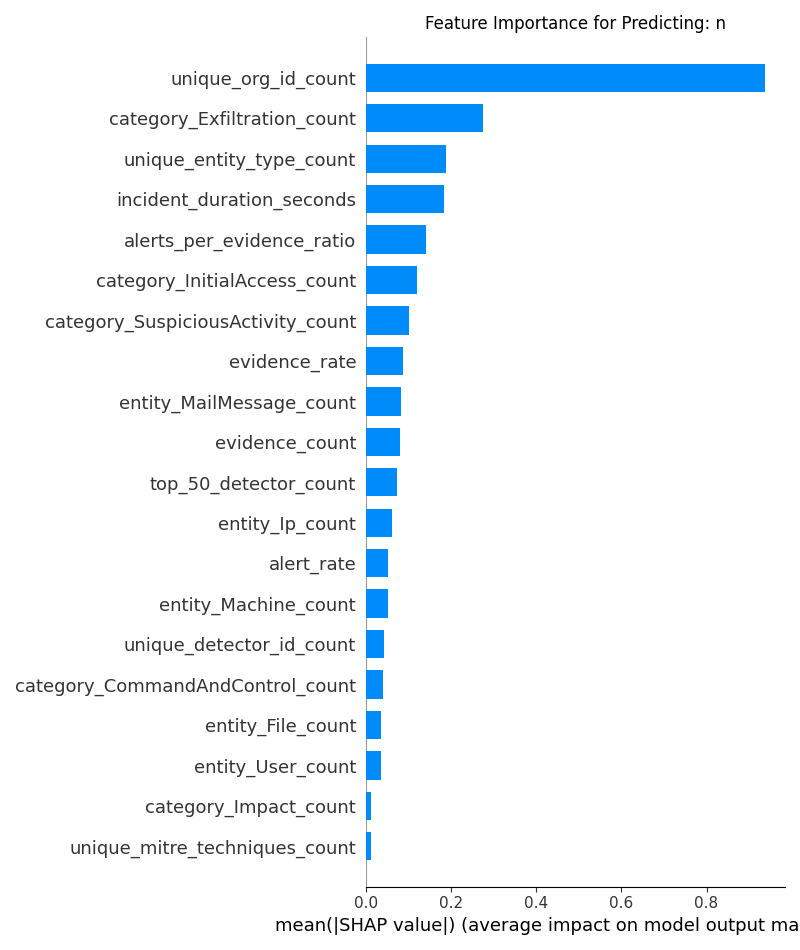 Feature Importance for Predicting: n
unique_org_id_count
category_Exfiltration_count
unique_entity_type_count
incident_duration_seconds
alerts_per_evidence_ratio
category_InitialAccess_count
category_SuspiciousActivity_count
evidence_rate
entity_MailMessage_count
evidence_count
top_50_detector_count
entity_Ip_count
alert_rate
entity_Machine_count
unique_detector_id_count
category_CommandAndControl_count
entity_File_count
entity_User_count
category_Impact_count
unique_mitre_techniques_count
0.0 0.2 0.4 0.6 0.8
mean(|SHAP value|) (average impact on model output ma